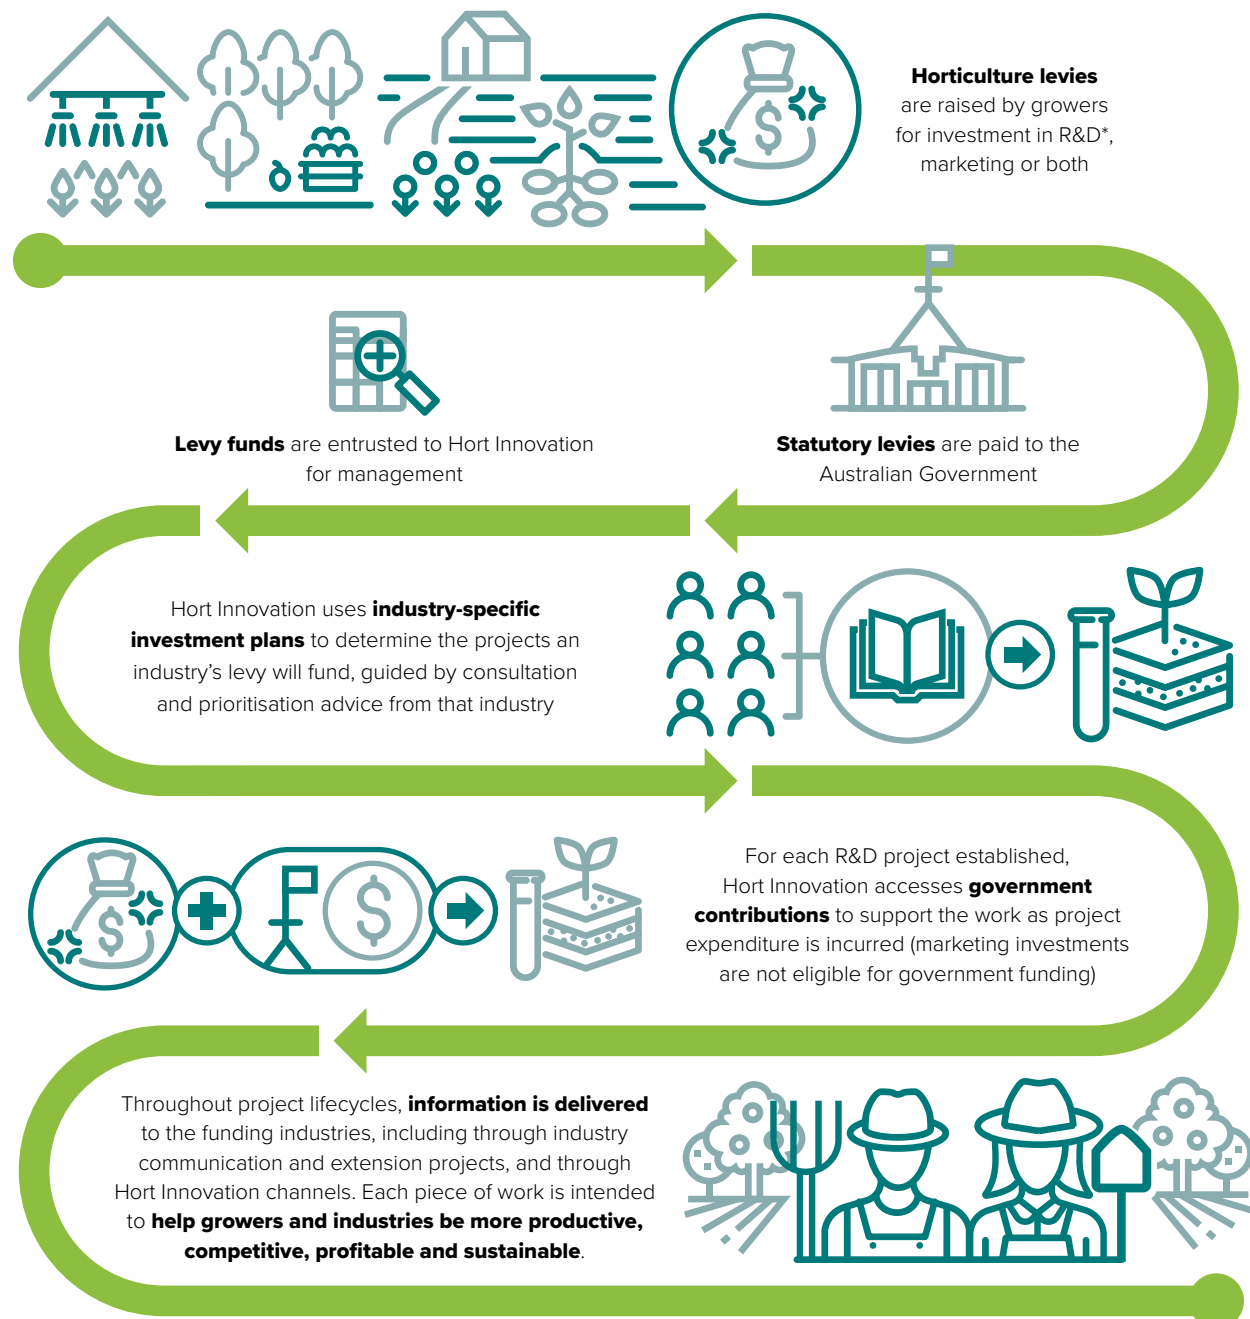 Horticulture levies
are raised by growers
for investment in R&D*,
marketing or both
Statutory levies are paid to the
Australian Government
Levy funds are entrusted to Hort Innovation
for management
Hort Innovation uses industry-specific
investment plans to determine the projects an
industry’s levy will fund, guided by consultation
and prioritisation advice from that industry
For each R&D project established,
Hort Innovation accesses government
contributions to support the work as project
expenditure is incurred (marketing investments
are not eligible for government funding)
Throughout project lifecycles, information is delivered
to the funding industries, including through industry
communication and extension projects, and through
Hort Innovation channels. Each piece of work is intended
to help growers and industries be more productive,
competitive, profitable and sustainable.